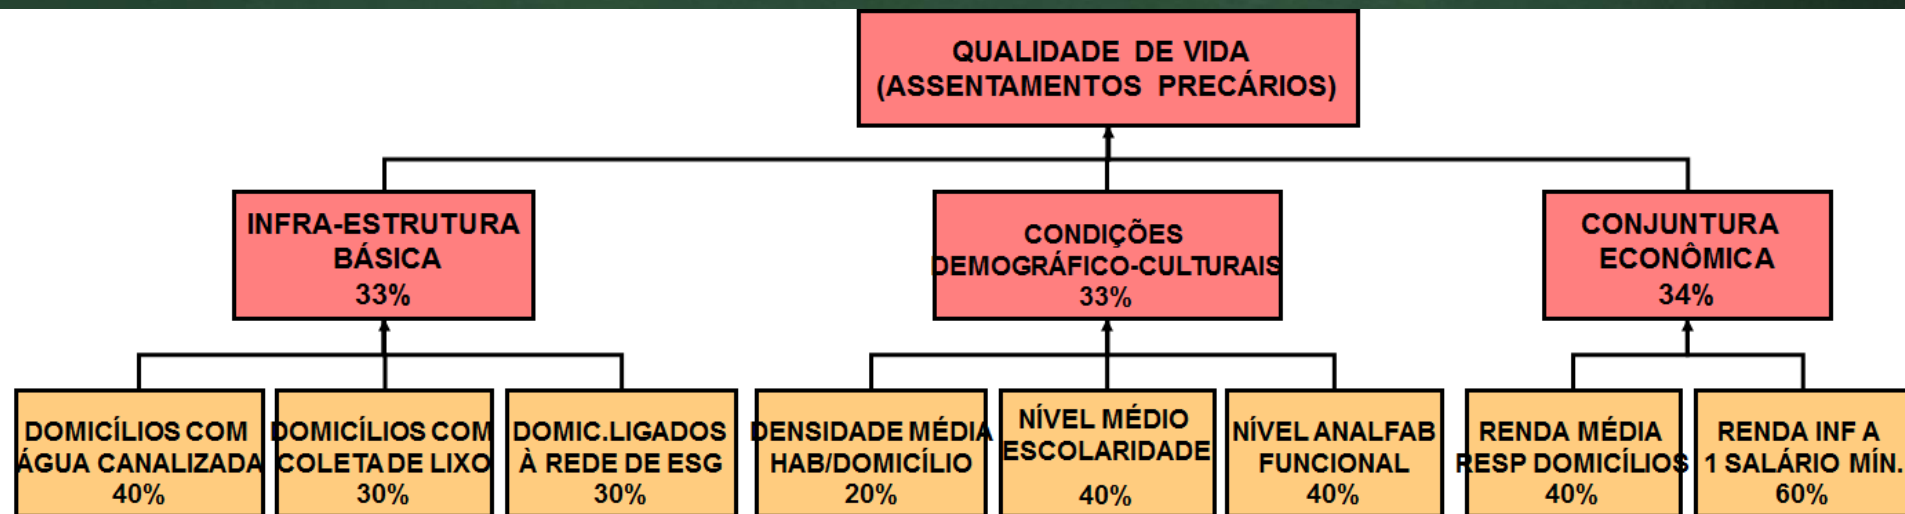 QUALIDADE DE VIDA
(ASSENTAMENTOS PRECÁRIOS)
INFRA-ESTRUTURA
BÁSICA
33%
CONDIÇÕES
DEMOGRÁFICO-CULTURAIS
33%
CONJUNTURA
ECONÔMICA
34%
DOMICÍLIOS COM
ÁGUA CANALIZADA
40%
DOMICÍLIOS COM
COLETA DE LIXO
30%
DOMIC.LIGADOS
À REDE DE ESG
30%
DENSIDADE MÉDIA
HAB/DOMICÍLIO
20%
NÍVEL MÉDIO
ESCOLARIDADE
40%
NÍVEL ANALFAB
FUNCIONAL
40%
RENDA MÉDIA
RESP DOMICÍLIOS
40%
RENDA INF A
1 SALÁRIO MÍN.
60%